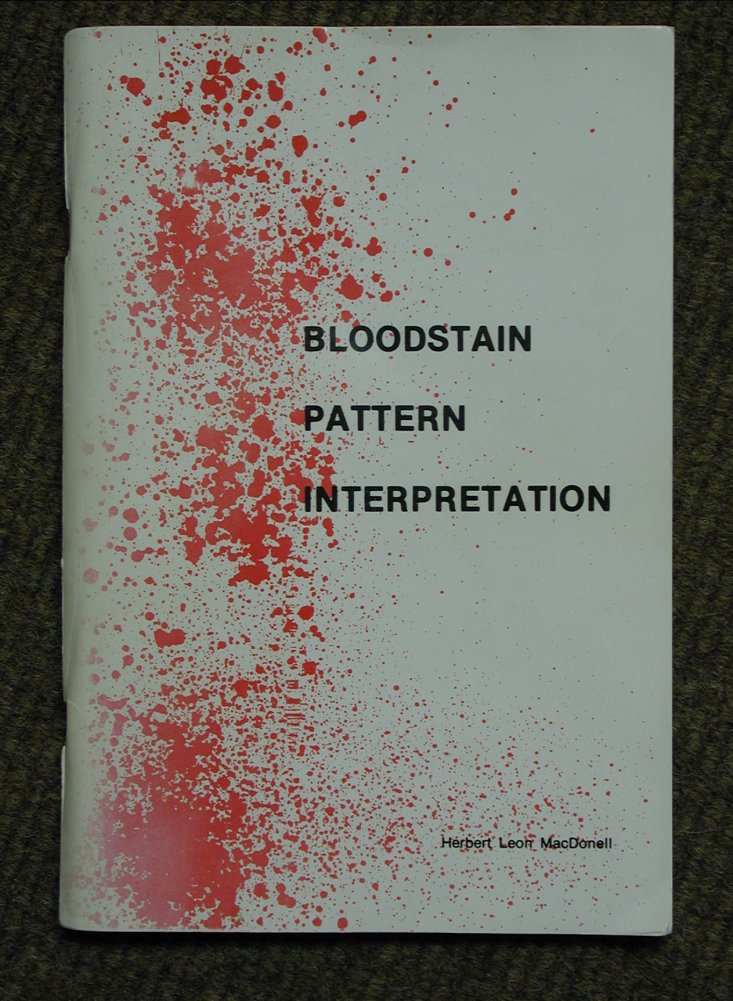 BLOODSTAIN
PATTERN
INTERPRETATION
Herbert Leon MacDonell